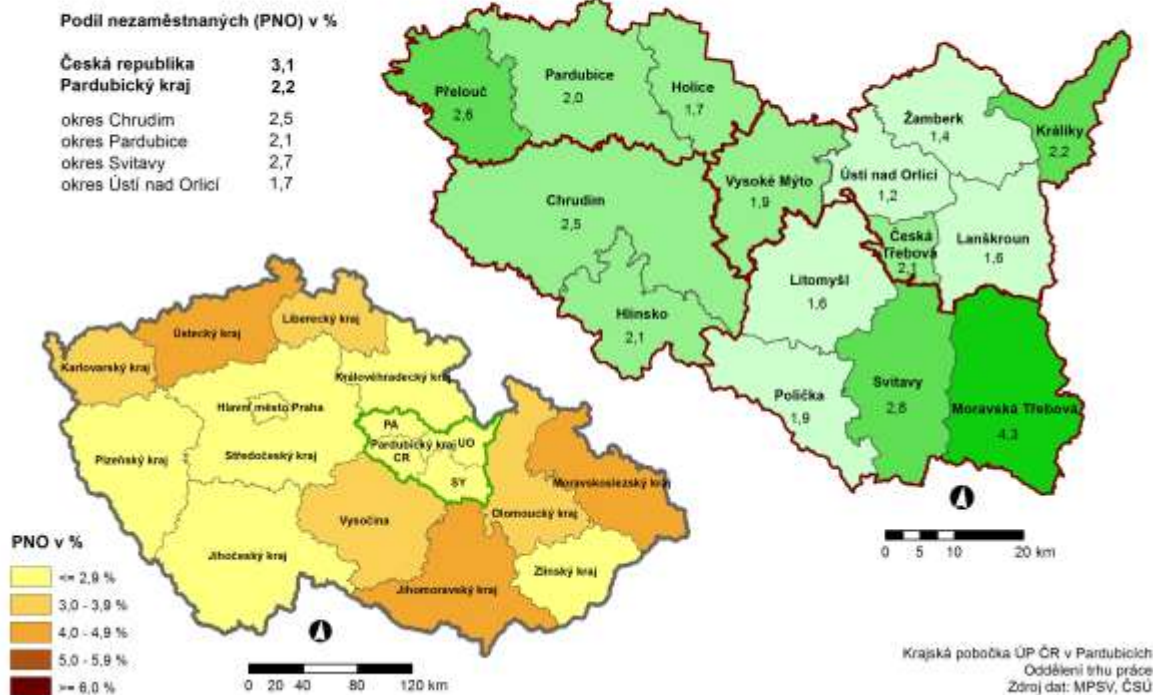 Podíl nezaměstnaných (PNO) v %
Česká republika 3,1
Pardubický kraj 2,2
okres Chrudim 2,5
okres Pardubice 2,1
okres Svitavy 2,7
okres Ústí nad Orlicí 1,7
Přelouč
2,6
Pardubice
2,0
Holice
1,7
Žamberk
1,4
Králíky
2,2
Vysoké Mýto
1,9
Ústí nad Orlicí
1,2
Chrudim
2,5
Česká
Třebová
2,1
Lanškroun
1,6
Litomyšl
1,6
Hlinsko
2,1
Polička
1,9
Svitavy
2,8
Moravská Třebová
4,3
0 5 10 20 km
Ústecký kraj
Liberecký kraj
Karlovarský kraj
Královéhradecký kraj
Hlavní město Praha
PA
Pardubický kraj
UO
CR
SY
Plzeňský kraj
Středočeský kraj
Moravskoslezský kraj
Vysočina
Olomoucký kraj
Jihočeský kraj
Zlínský kraj
Jihomoravský kraj
PNO v %
<= 2,9 %
3,0 - 3,9 %
4,0 - 4,9 %
5,0 - 5,9 %
>= 6,0 %
0 20 40 80 120 km
Krajská pobočka ÚP ČR v Pardubicích
Oddělení trhu práce
Zdroj dat: MPSV, ČSÚ